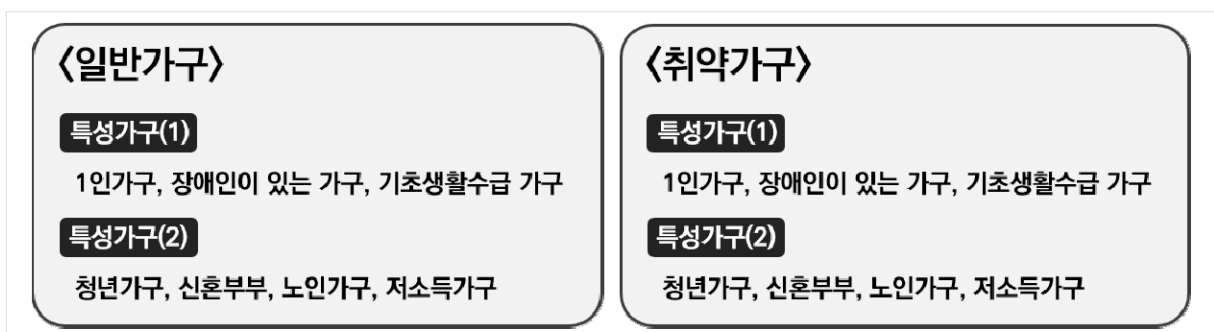 〈일반가구〉
특성가구(1)
1인가구, 장애인이 있는 가구, 기초생활수급 가구
특성가구(2)
청년가구, 신혼부부, 노인가구, 저소득가구
〈취약가구〉
특성가구(1)
1인가구, 장애인이 있는 가구, 기초생활수급 가구
특성가구(2)
청년가구, 신혼부부, 노인가구, 저소득가구